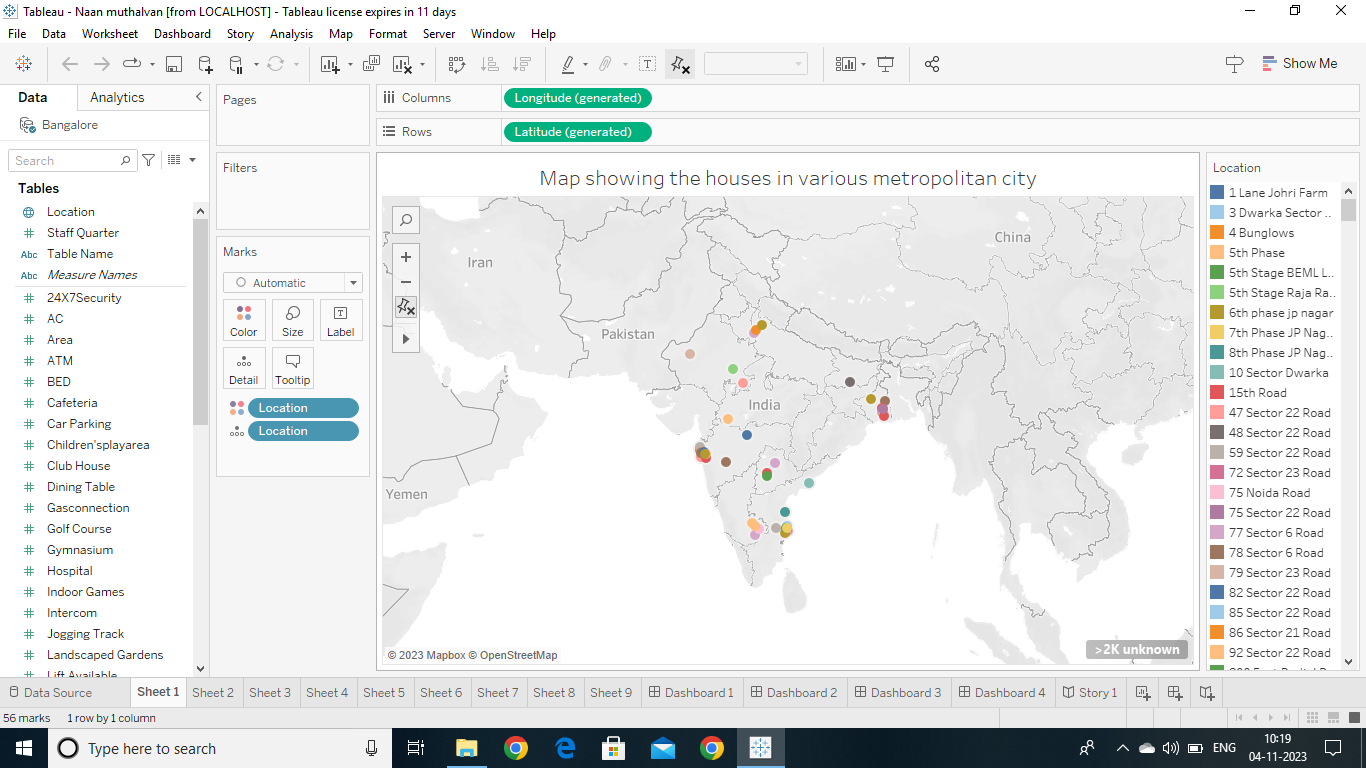 Tableau - Naan muthalvan [from LOCALHOST] - Tableau license expires in 11 days
File Data Worksheet Dashboard Story Analysis Map Format Server Window Help
Show Me
Data Analytics
Bangalore
Search
Tables
Location
Staff Quarter
Abc Table Name
Abc Measure Names
24X7Security
AC
Area
ATM
BED
Cafeteria
Car Parking
Children'splayarea
Club House
Dining Table
Gasconnection
Golf Course
Gymnasium
Hospital
Indoor Games
Intercom
Jogging Track
Landscaped Gardens
Lift Available
Pages
Filters
Marks
Automatic
Color Size Label
Detail Tooltip
Location
Location
Columns Longitude (generated)
Rows Latitude (generated)
Map showing the houses in various metropolitan city
China
Iran
Pakistan
India
Yemen
© 2023 Mapbox © OpenStreetMap
>2K unknown
Location
1 Lane Johri Farm
3 Dwarka Sector ..
4 Bunglows
5th Phase
5th Stage BEML L..
5th Stage Raja Ra..
6th phase jp nagar
7th Phase JP Nag..
8th Phase JP Nag..
10 Sector Dwarka
15th Road
47 Sector 22 Road
48 Sector 22 Road
59 Sector 22 Road
72 Sector 23 Road
75 Noida Road
75 Sector 22 Road
77 Sector 6 Road
78 Sector 6 Road
79 Sector 23 Road
82 Sector 22 Road
85 Sector 22 Road
86 Sector 21 Road
92 Sector 22 Road
Data Source Sheet 1 Sheet 2 Sheet 3 Sheet 4 Sheet 5 Sheet 6 Sheet 7 Sheet 8 Sheet 9 Dashboard 1 Dashboard 2 Dashboard 3 Dashboard 4 Story 1
56 marks 1 row by 1 column
Type here to search
ENG
10:19
04-11-2023